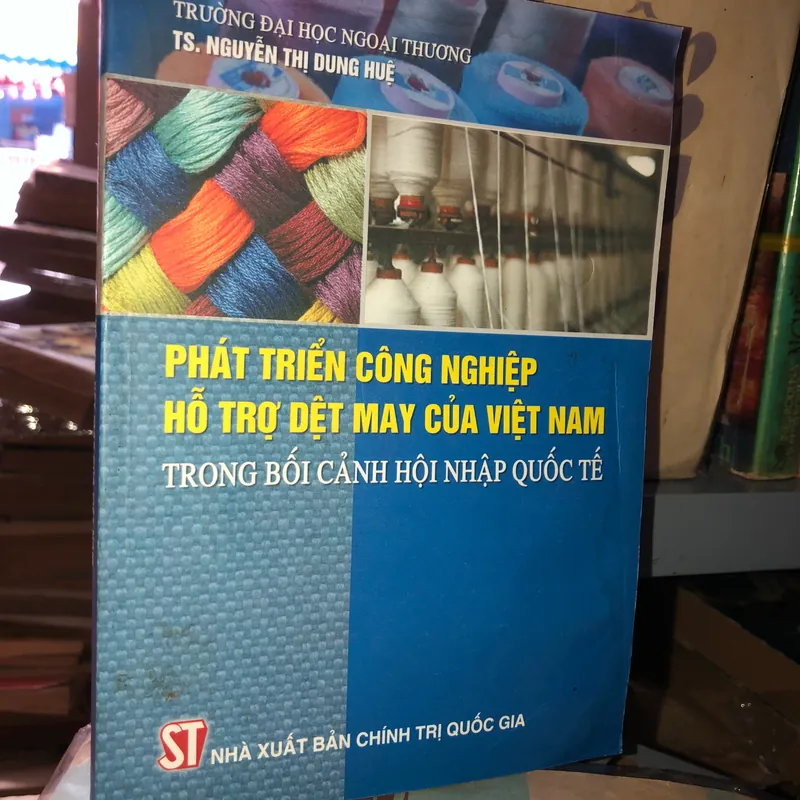 TRƯỜNG ĐẠI HỌC NGOẠI THƯƠNG
TS. NGUYỄN THỊ DUNG HUỆ
PHÁT TRIỂN CÔNG NGHIỆP
HỖ TRỢ DỆT MAY CỦA VIỆT NAM
TRONG BỐI CẢNH HỘI NHẬP QUỐC TẾ
ST NHÀ XUẤT BẢN CHÍNH TRỊ QUỐC GIA